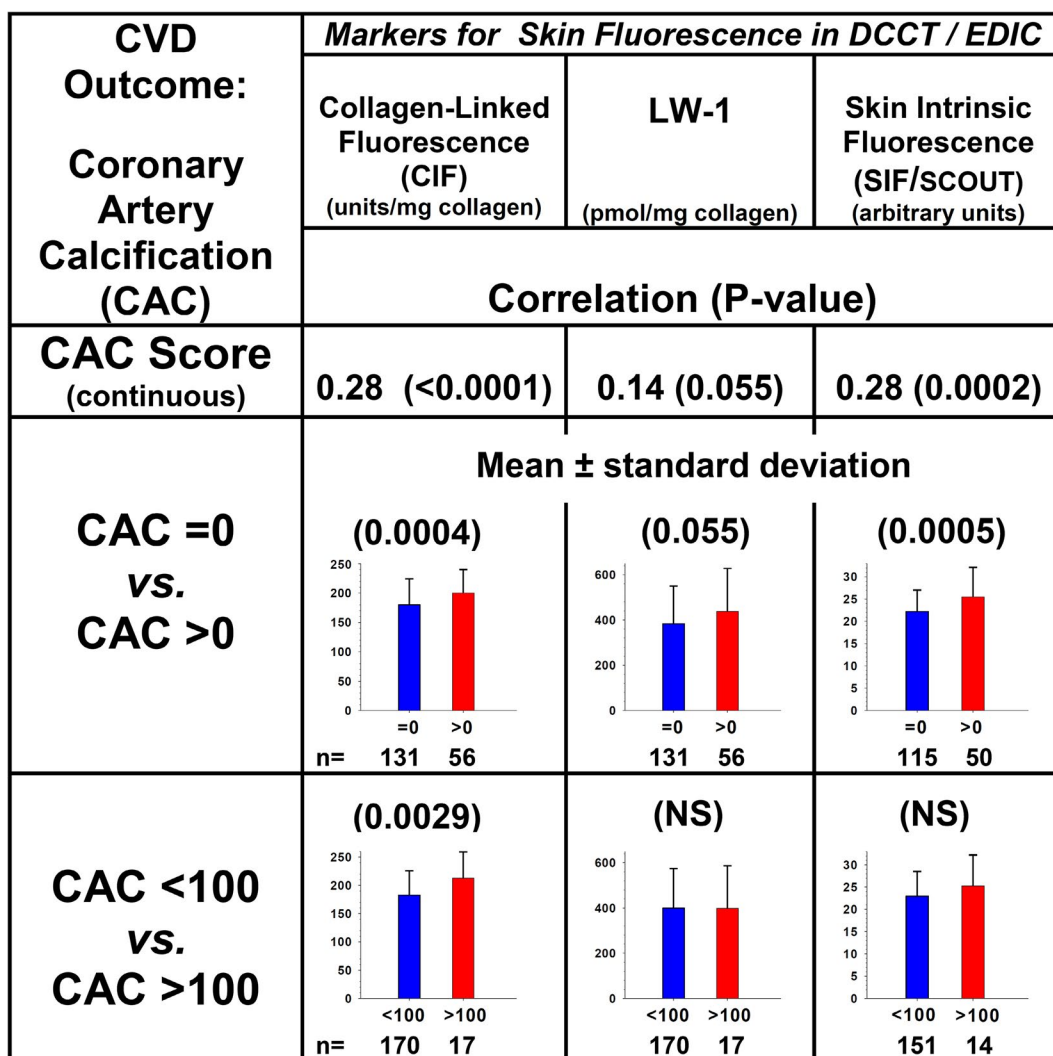 CVD
Outcome:
Coronary
Artery
Calcification
(CAC)
Markers for Skin Fluorescence in DCCT / EDIC
Collagen-Linked
Fluorescence
(CIF)
(units/mg collagen)
LW-1
(pmol/mg collagen)
Skin Intrinsic
Fluorescence
(SIF/SCOUT)
(arbitrary units)
Correlation (P-value)
CAC Score
(continuous)
0.28 (<0.0001)
0.14 (0.055)
0.28 (0.0002)
Mean ± standard deviation
CAC =0
vs.
CAC >0
(0.0004)
250
200
150
100
50
0
=0 >0
n= 131 56
(0.055)
600
400
200
0
=0 >0
131 56
(0.0005)
30
25
20
15
10
5
0
=0 >0
115 50
CAC <100
vs.
CAC >100
(0.0029)
250
200
150
100
50
0
<100 >100
n= 170 17
(NS)
600
400
200
0
<100 >100
170 17
(NS)
30
25
20
15
10
5
0
<100 >100
151 14